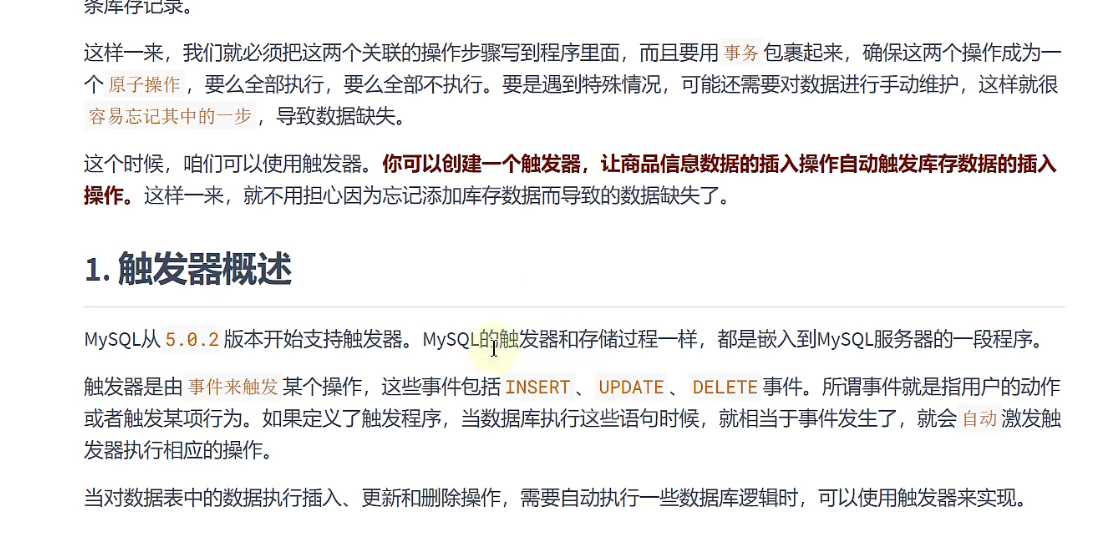 条库存记录。
这样一来，我们就必须把这两个关联的操作步骤写到程序里面，而且要用 事务 包裹起来，确保这两个操作成为一
个 原子操作 ，要么全部执行，要么全部不执行。要是遇到特殊情况，可能还需要对数据进行手动维护，这样就很
容易忘记其中的一步 ，导致数据缺失。
这个时候，咱们可以使用触发器。你可以创建一个触发器，让商品信息数据的插入操作自动触发库存数据的插入
操作。这样一来，就不用担心因为忘记添加库存数据而导致的数据缺失了。
1. 触发器概述
MySQL从 5.0.2 版本开始支持触发器。MySQL的触发器和存储过程一样，都是嵌入到MySQL服务器的一段程序。
触发器是由 事件来触发 某个操作，这些事件包括 INSERT 、 UPDATE 、 DELETE 事件。所谓事件就是指用户的动作
或者触发某项行为。如果定义了触发程序，当数据库执行这些语句时候，就相当于事件发生了，就会 自动 激发触
发器执行相应的操作。
当对数据表中的数据执行插入、更新和删除操作，需要自动执行一些数据库逻辑时，可以使用触发器来实现。